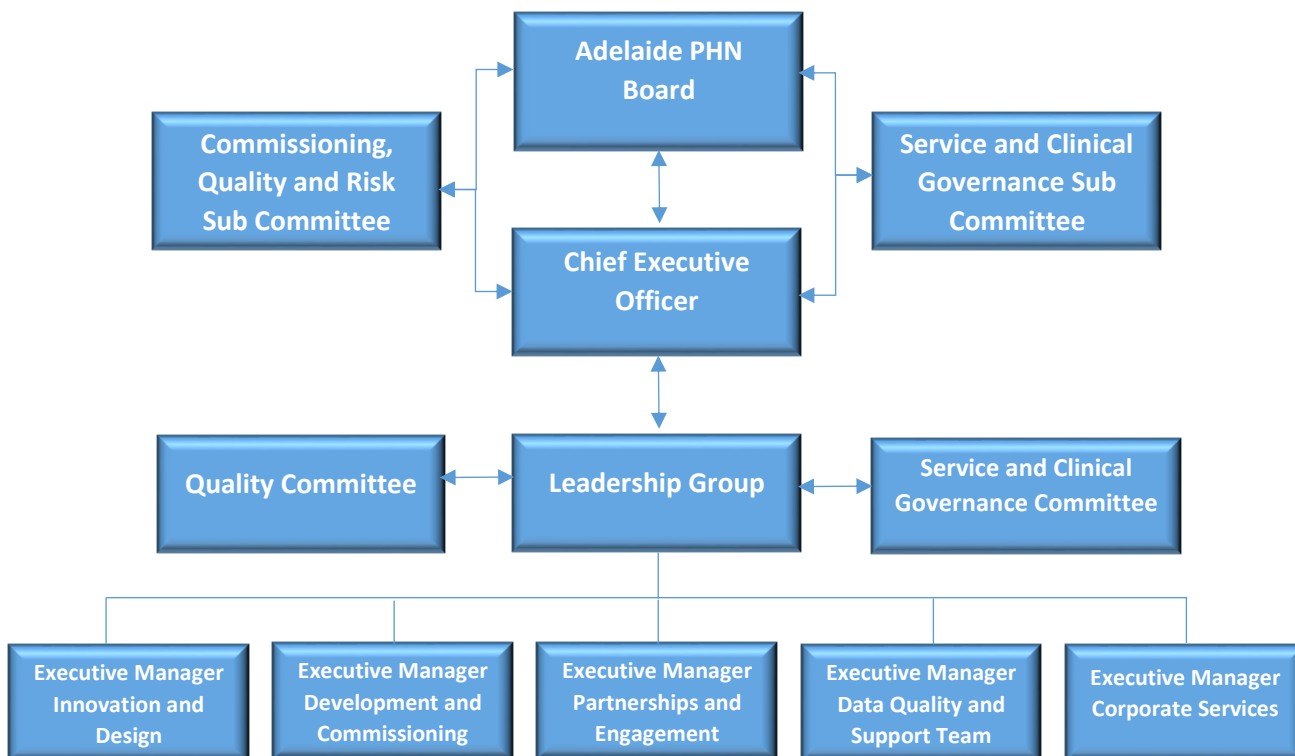 Adelaide PHN
Board
Commissioning,
Quality and Risk
Sub Committee
Service and Clinical
Governance Sub
Committee
Chief Executive
Officer
Quality Committee
Leadership Group
Service and Clinical
Governance Committee
Executive Manager
Innovation and
Design
Executive Manager
Development and
Commissioning
Executive Manager
Partnerships and
Engagement
Executive Manager
Data Quality and
Support Team
Executive Manager
Corporate Services